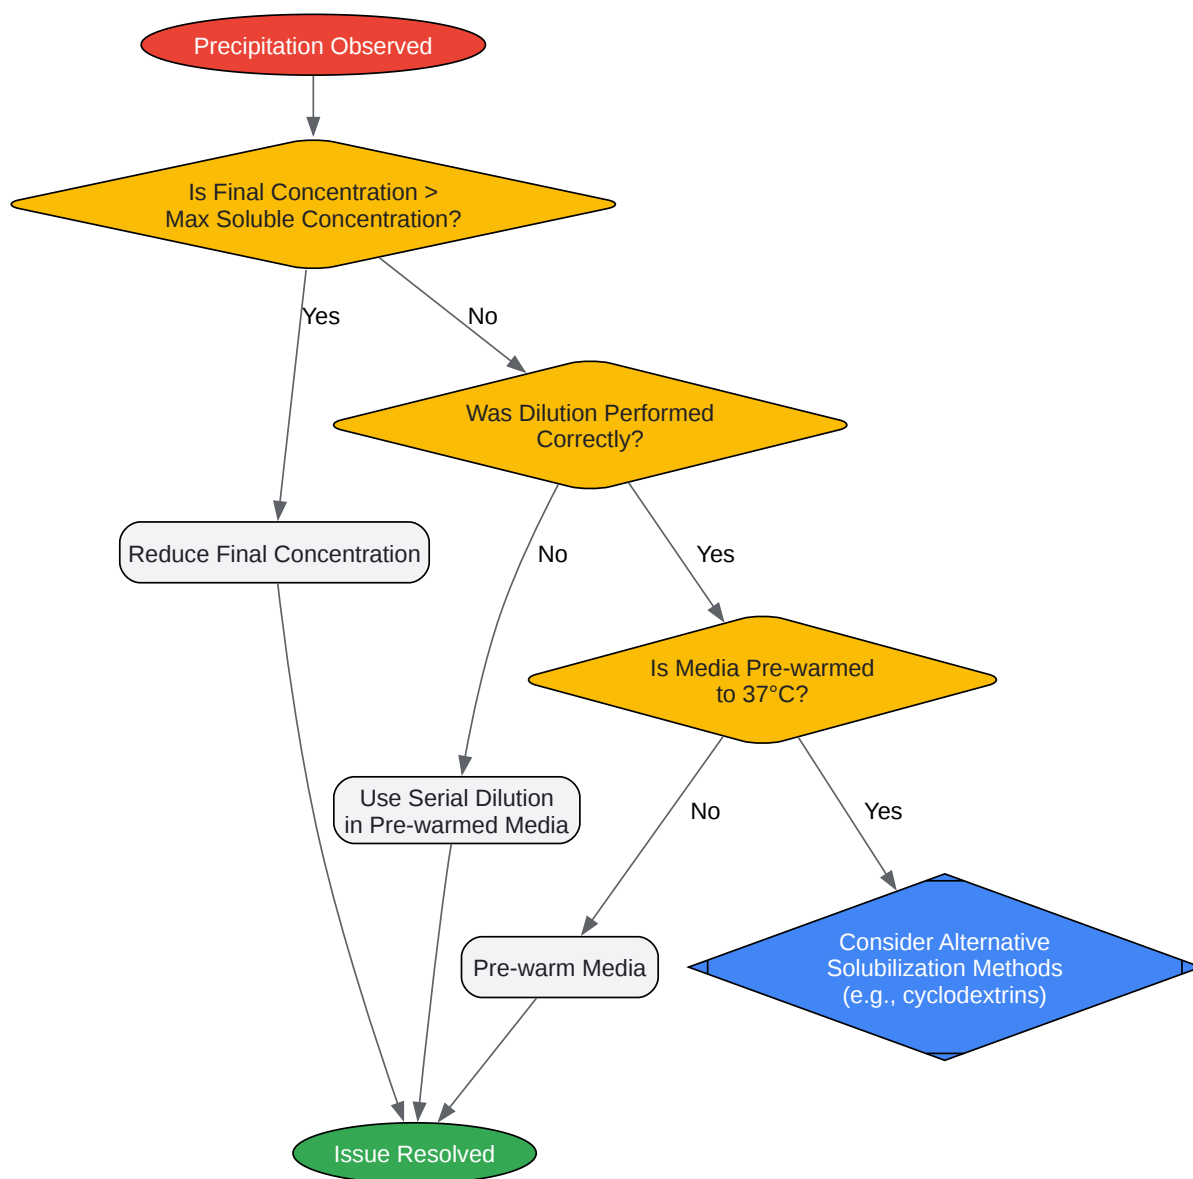 Precipitation Observed
Is Final Concentration >
Max Soluble Concentration?
Yes
No
Was Dilution Performed
Correctly?
Reduce Final Concentration
No
Yes
Is Media Pre-warmed
to 37°C?
Use Serial Dilution
in Pre-warmed Media
No
Yes
Pre-warm Media
Consider Alternative
Solubilization Methods
(e.g., cyclodextrins)
Issue Resolved